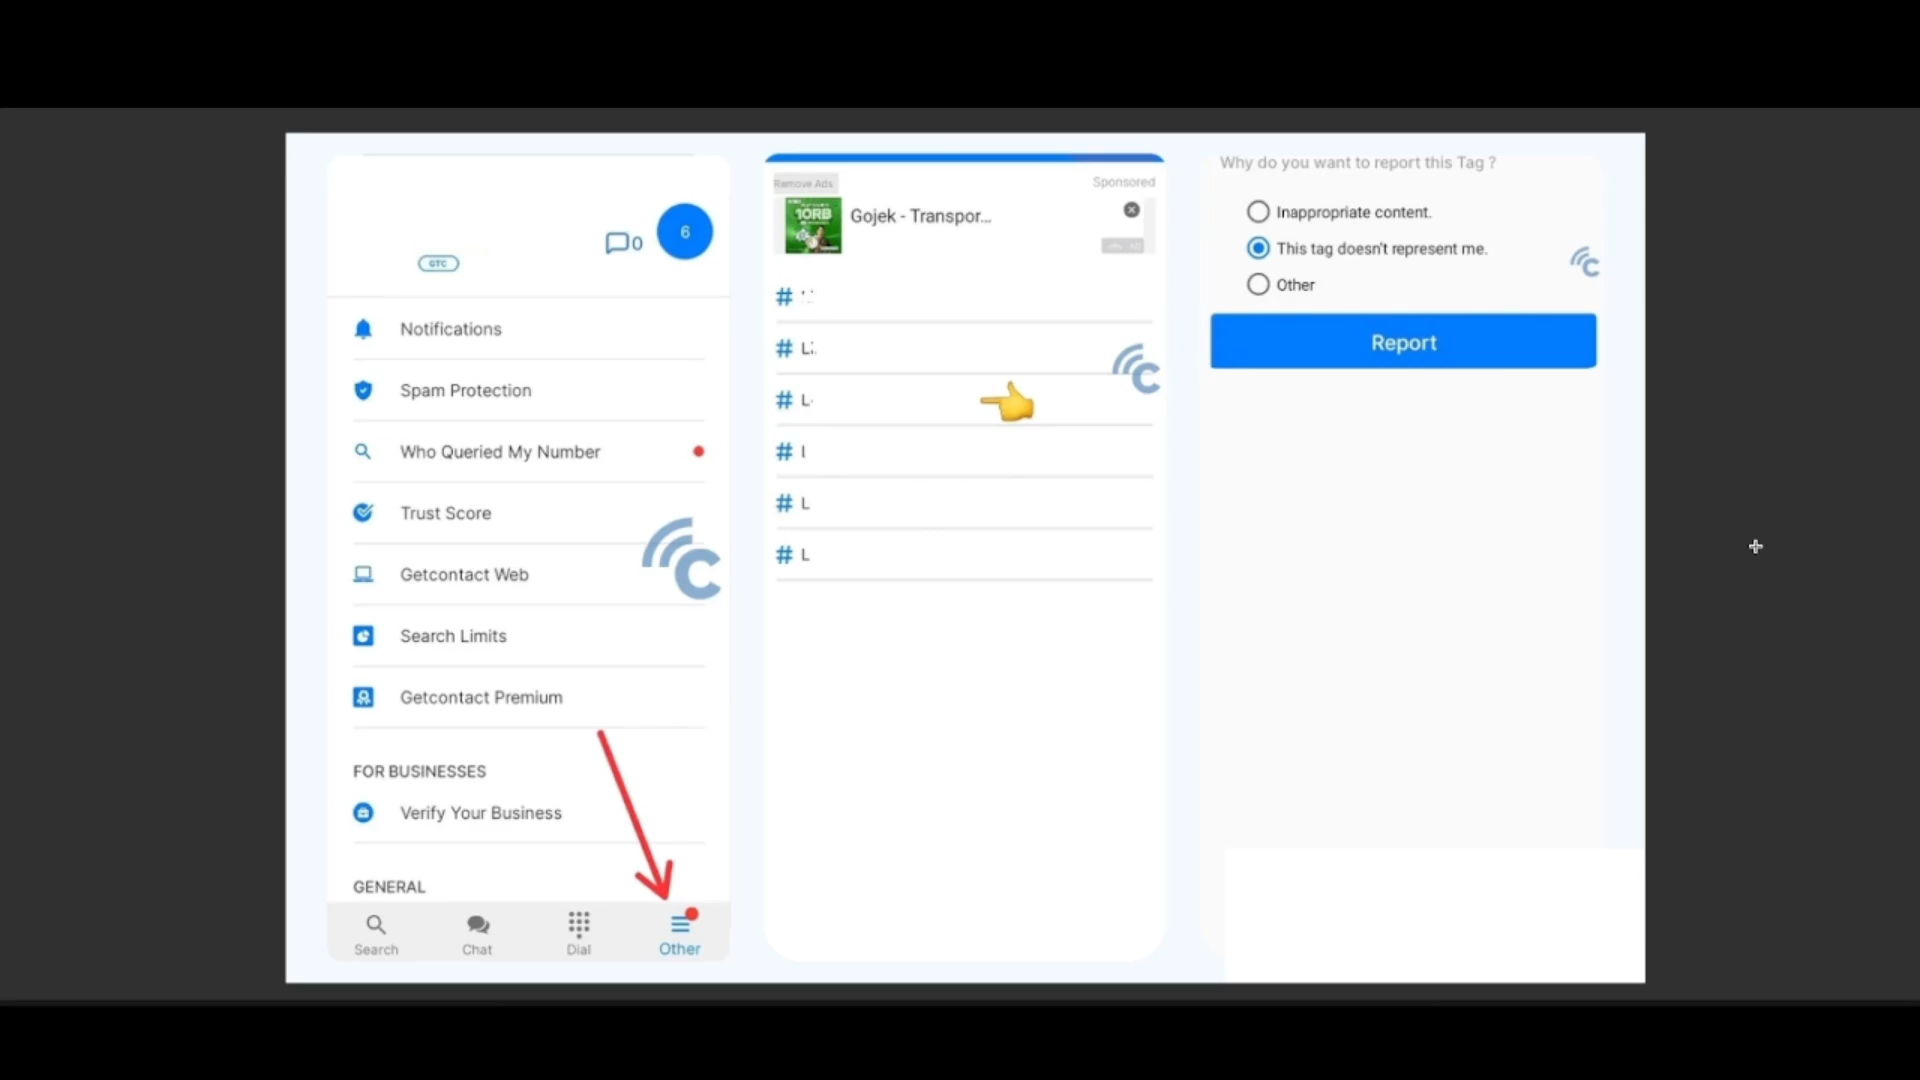 6
0
GTC
Notifications
Spam Protection
Who Queried My Number
Trust Score
Getcontact Web
Search Limits
Getcontact Premium
FOR BUSINESSES
Verify Your Business
GENERAL
Search
Chat
Dial
Other
Remove Ads
Sponsored
10RB
Gojek - Transpor...
#
# L
# L
#
# L
# L
Why do you want to report this Tag ?
Inappropriate content.
This tag doesn't represent me.
Other
Report